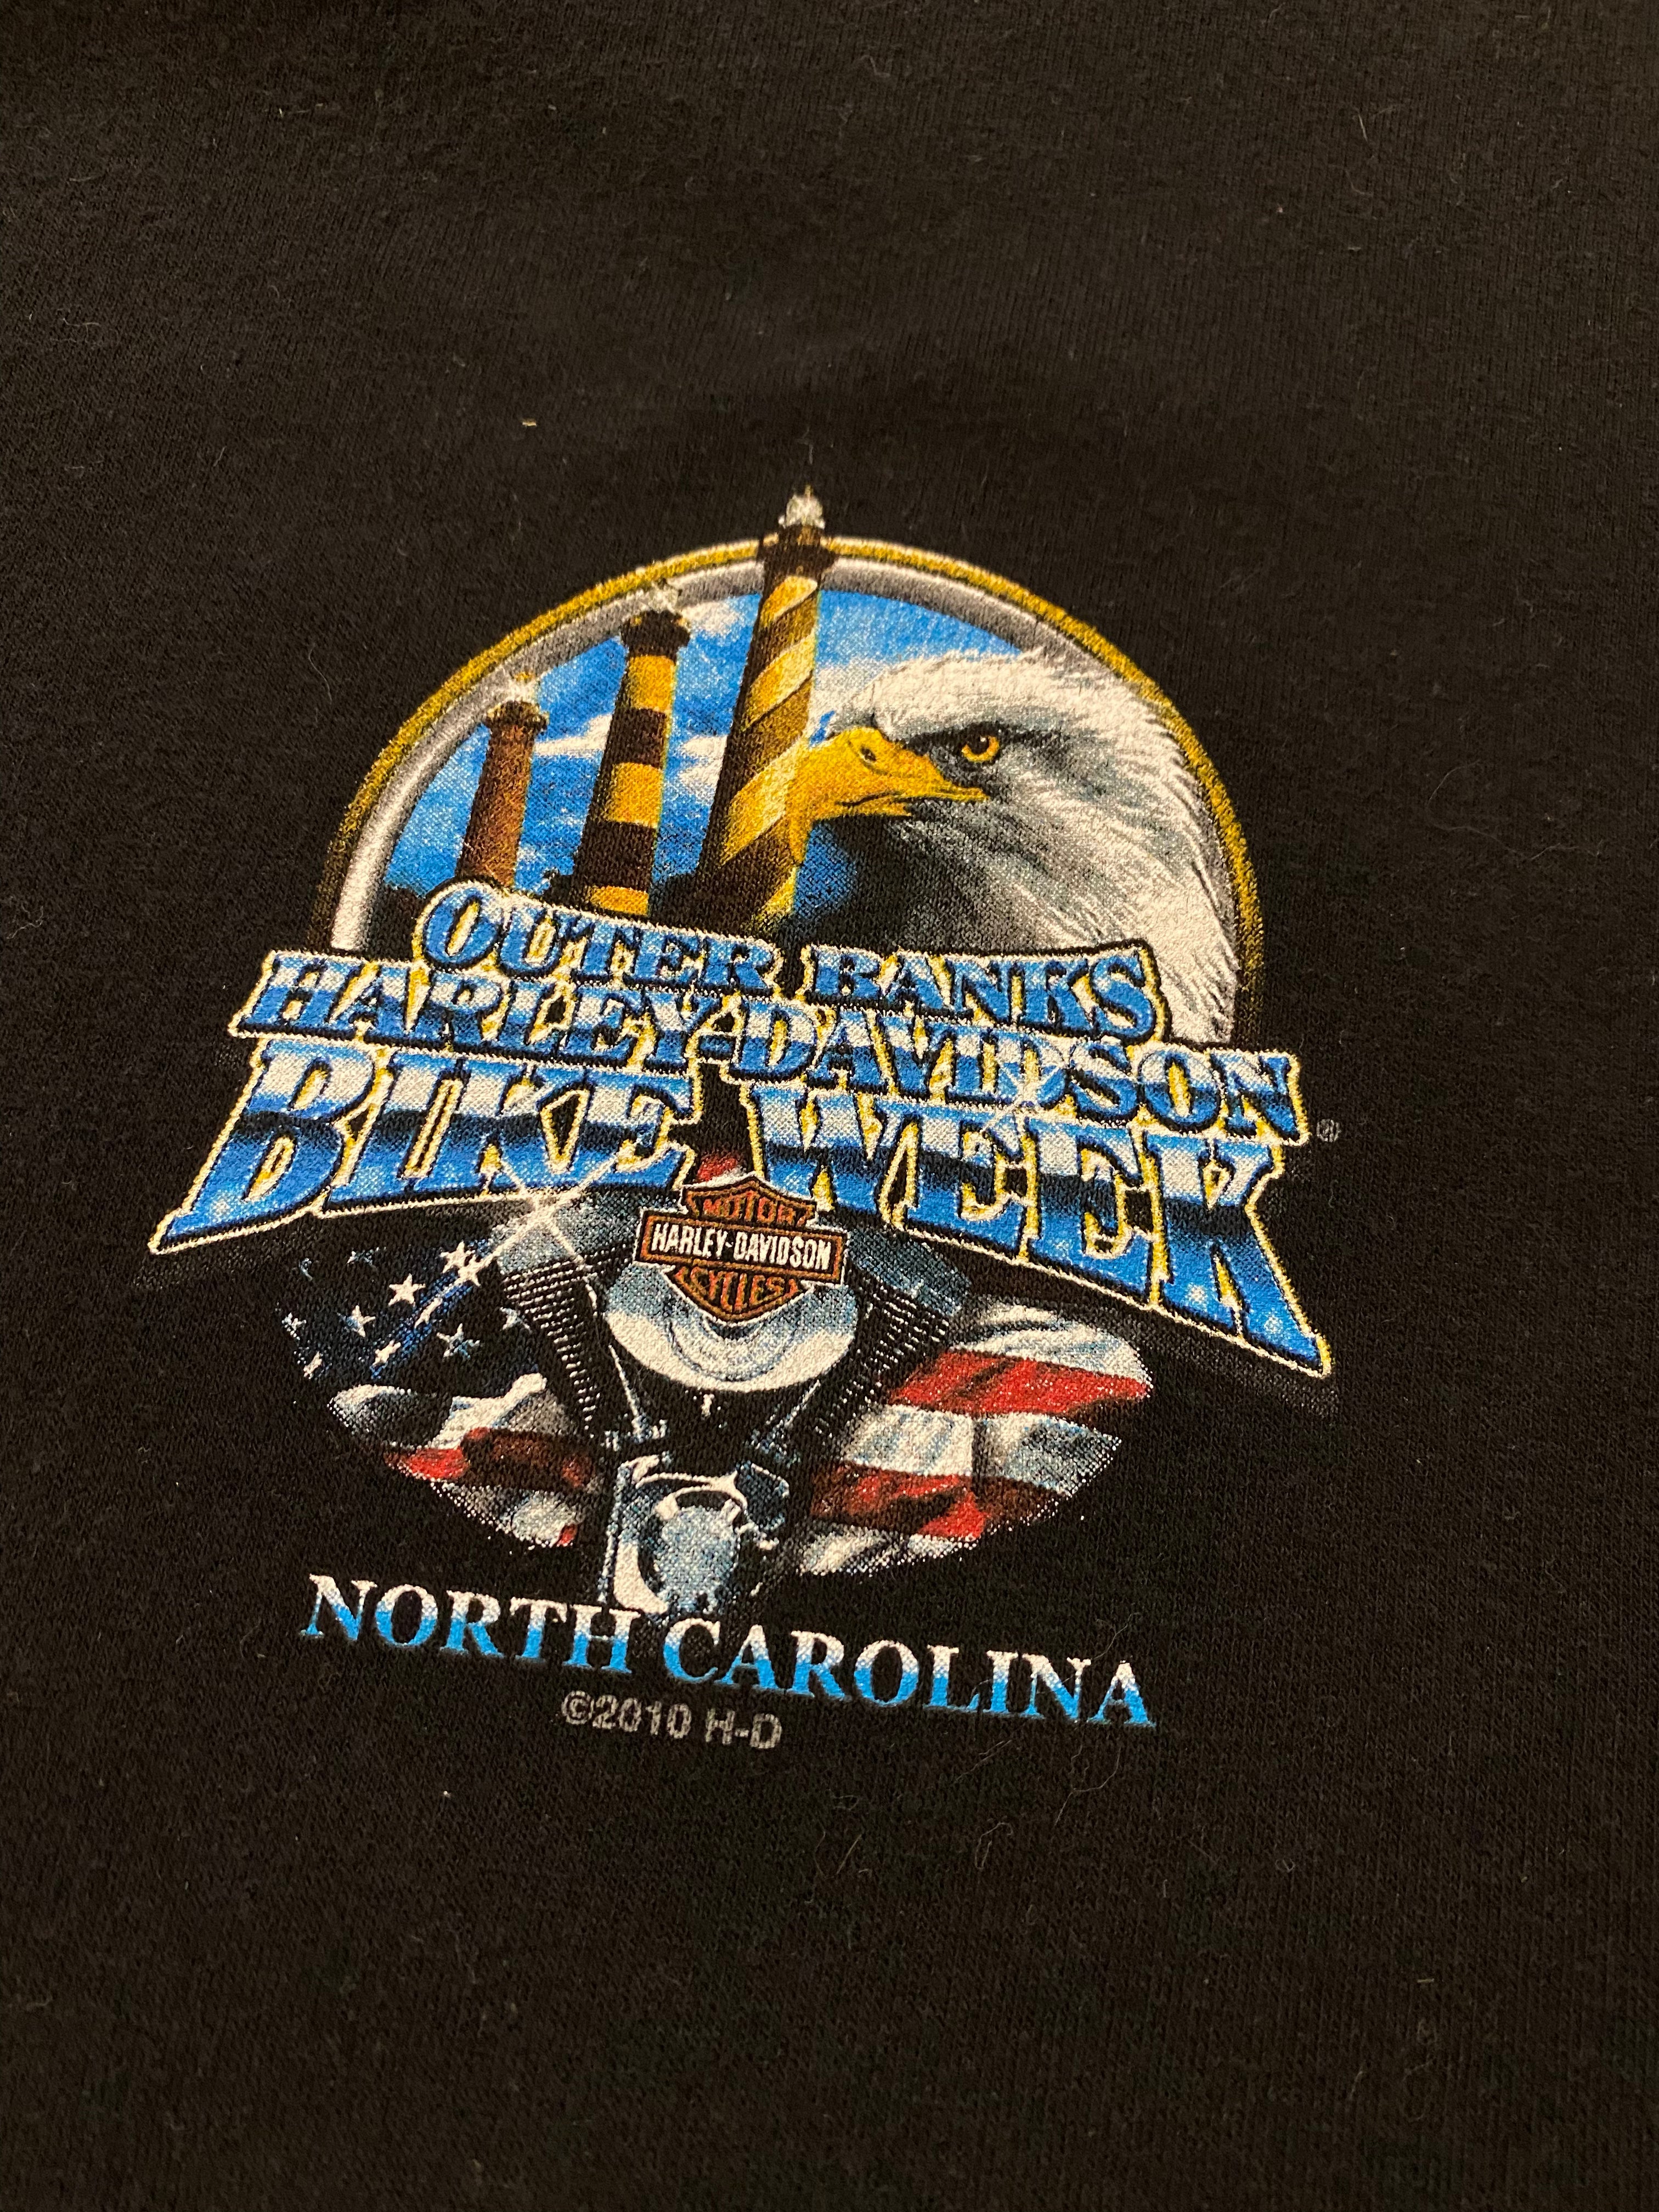 OUTER BANKS
HARLEY-DAVIDSON
BIKE WEEK®
MOTOR
HARLEY-DAVIDSON
CYCLES
NORTH CAROLINA
©2010 H-D